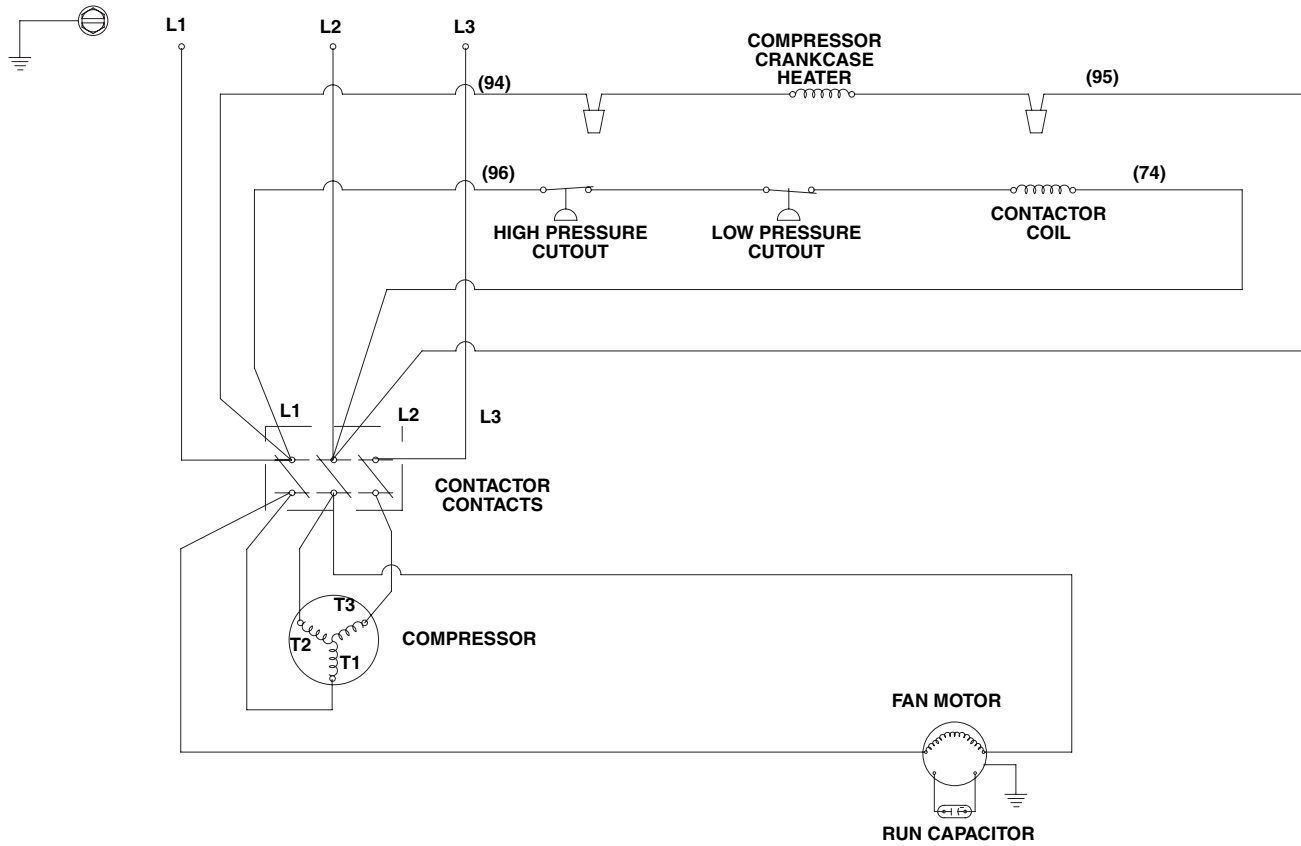 L1
L2
L3
COMPRESSOR
CRANKCASE
HEATER
(94)
(95)
(96)
(74)
HIGH PRESSURE
CUTOUT
LOW PRESSURE
CUTOUT
CONTACTOR
COIL
L1
L2
L3
CONTACTOR
CONTACTS
T3
T2
T1
COMPRESSOR
FAN MOTOR
RUN CAPACITOR